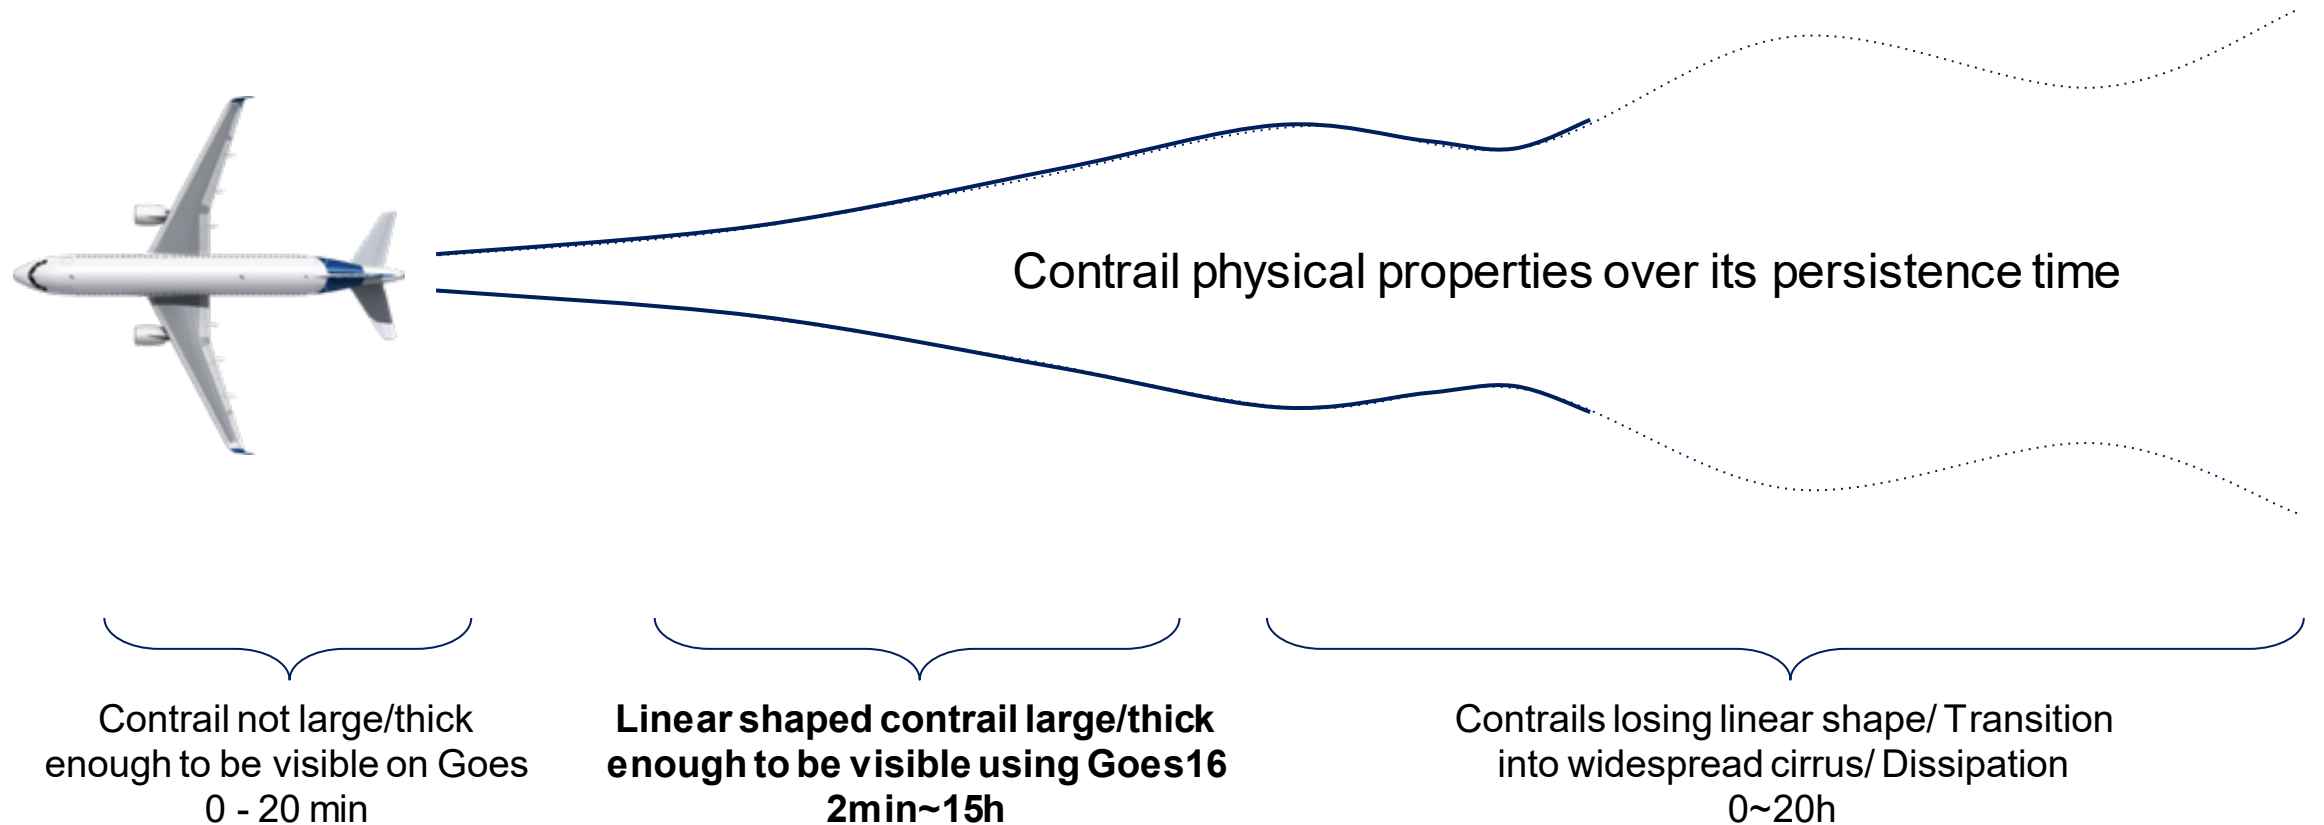 Contrail physical properties over its persistence time
Contrail not large/thick
enough to be visible on Goes
0 - 20 min
Linear shaped contrail large/thick
enough to be visible using Goes16
2min~15h
Contrails losing linear shape/ Transition
into widespread cirrus/ Dissipation
0~20h